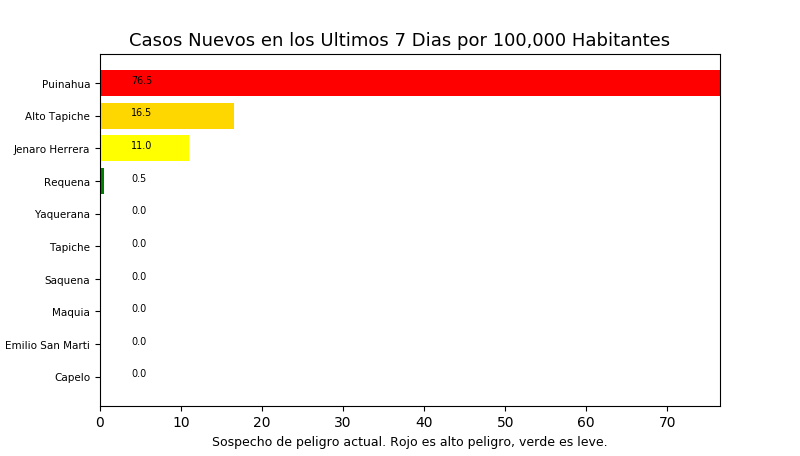 Casos Nuevos en los Ultimos 7 Dias por 100,000 Habitantes
Puinahua 76.5
Alto Tapiche 16.5
Jenaro Herrera 11.0
Requena 0.5
Yaquerana 0.0
Tapiche 0.0
Saquena 0.0
Maquia 0.0
Emilio San Marti 0.0
Capelo 0.0
0 10 20 30 40 50 60 70
Sospecho de peligro actual. Rojo es alto peligro, verde es leve.